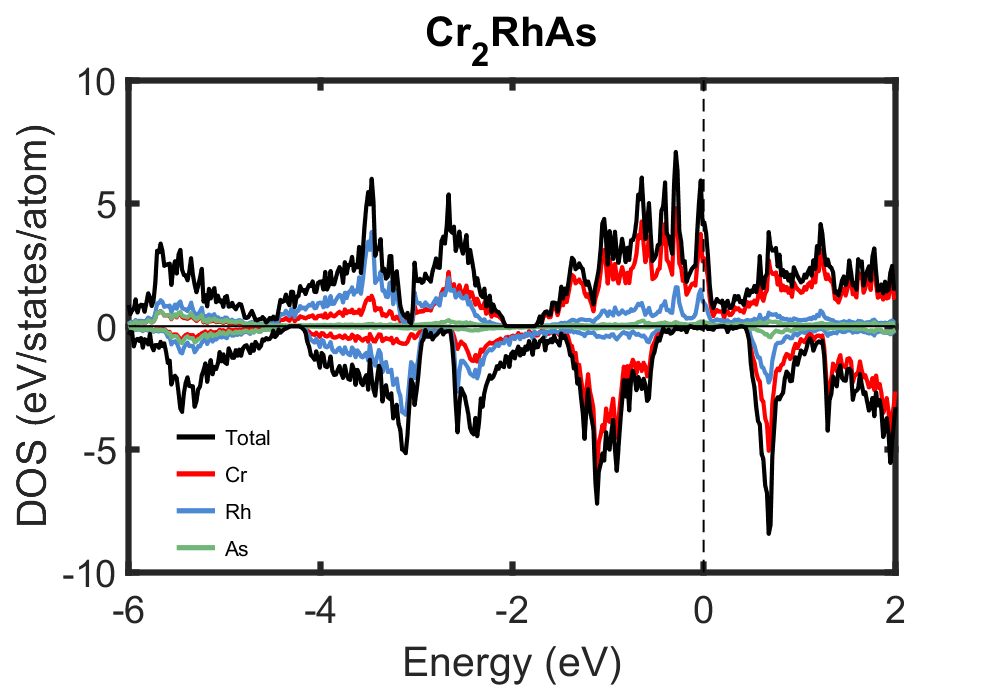 Cr2RhAs
10
5
0
-5
-10
DOS (eV/states/atom)
Total
Cr
Rh
As
-6
-4
-2
0
2
Energy (eV)